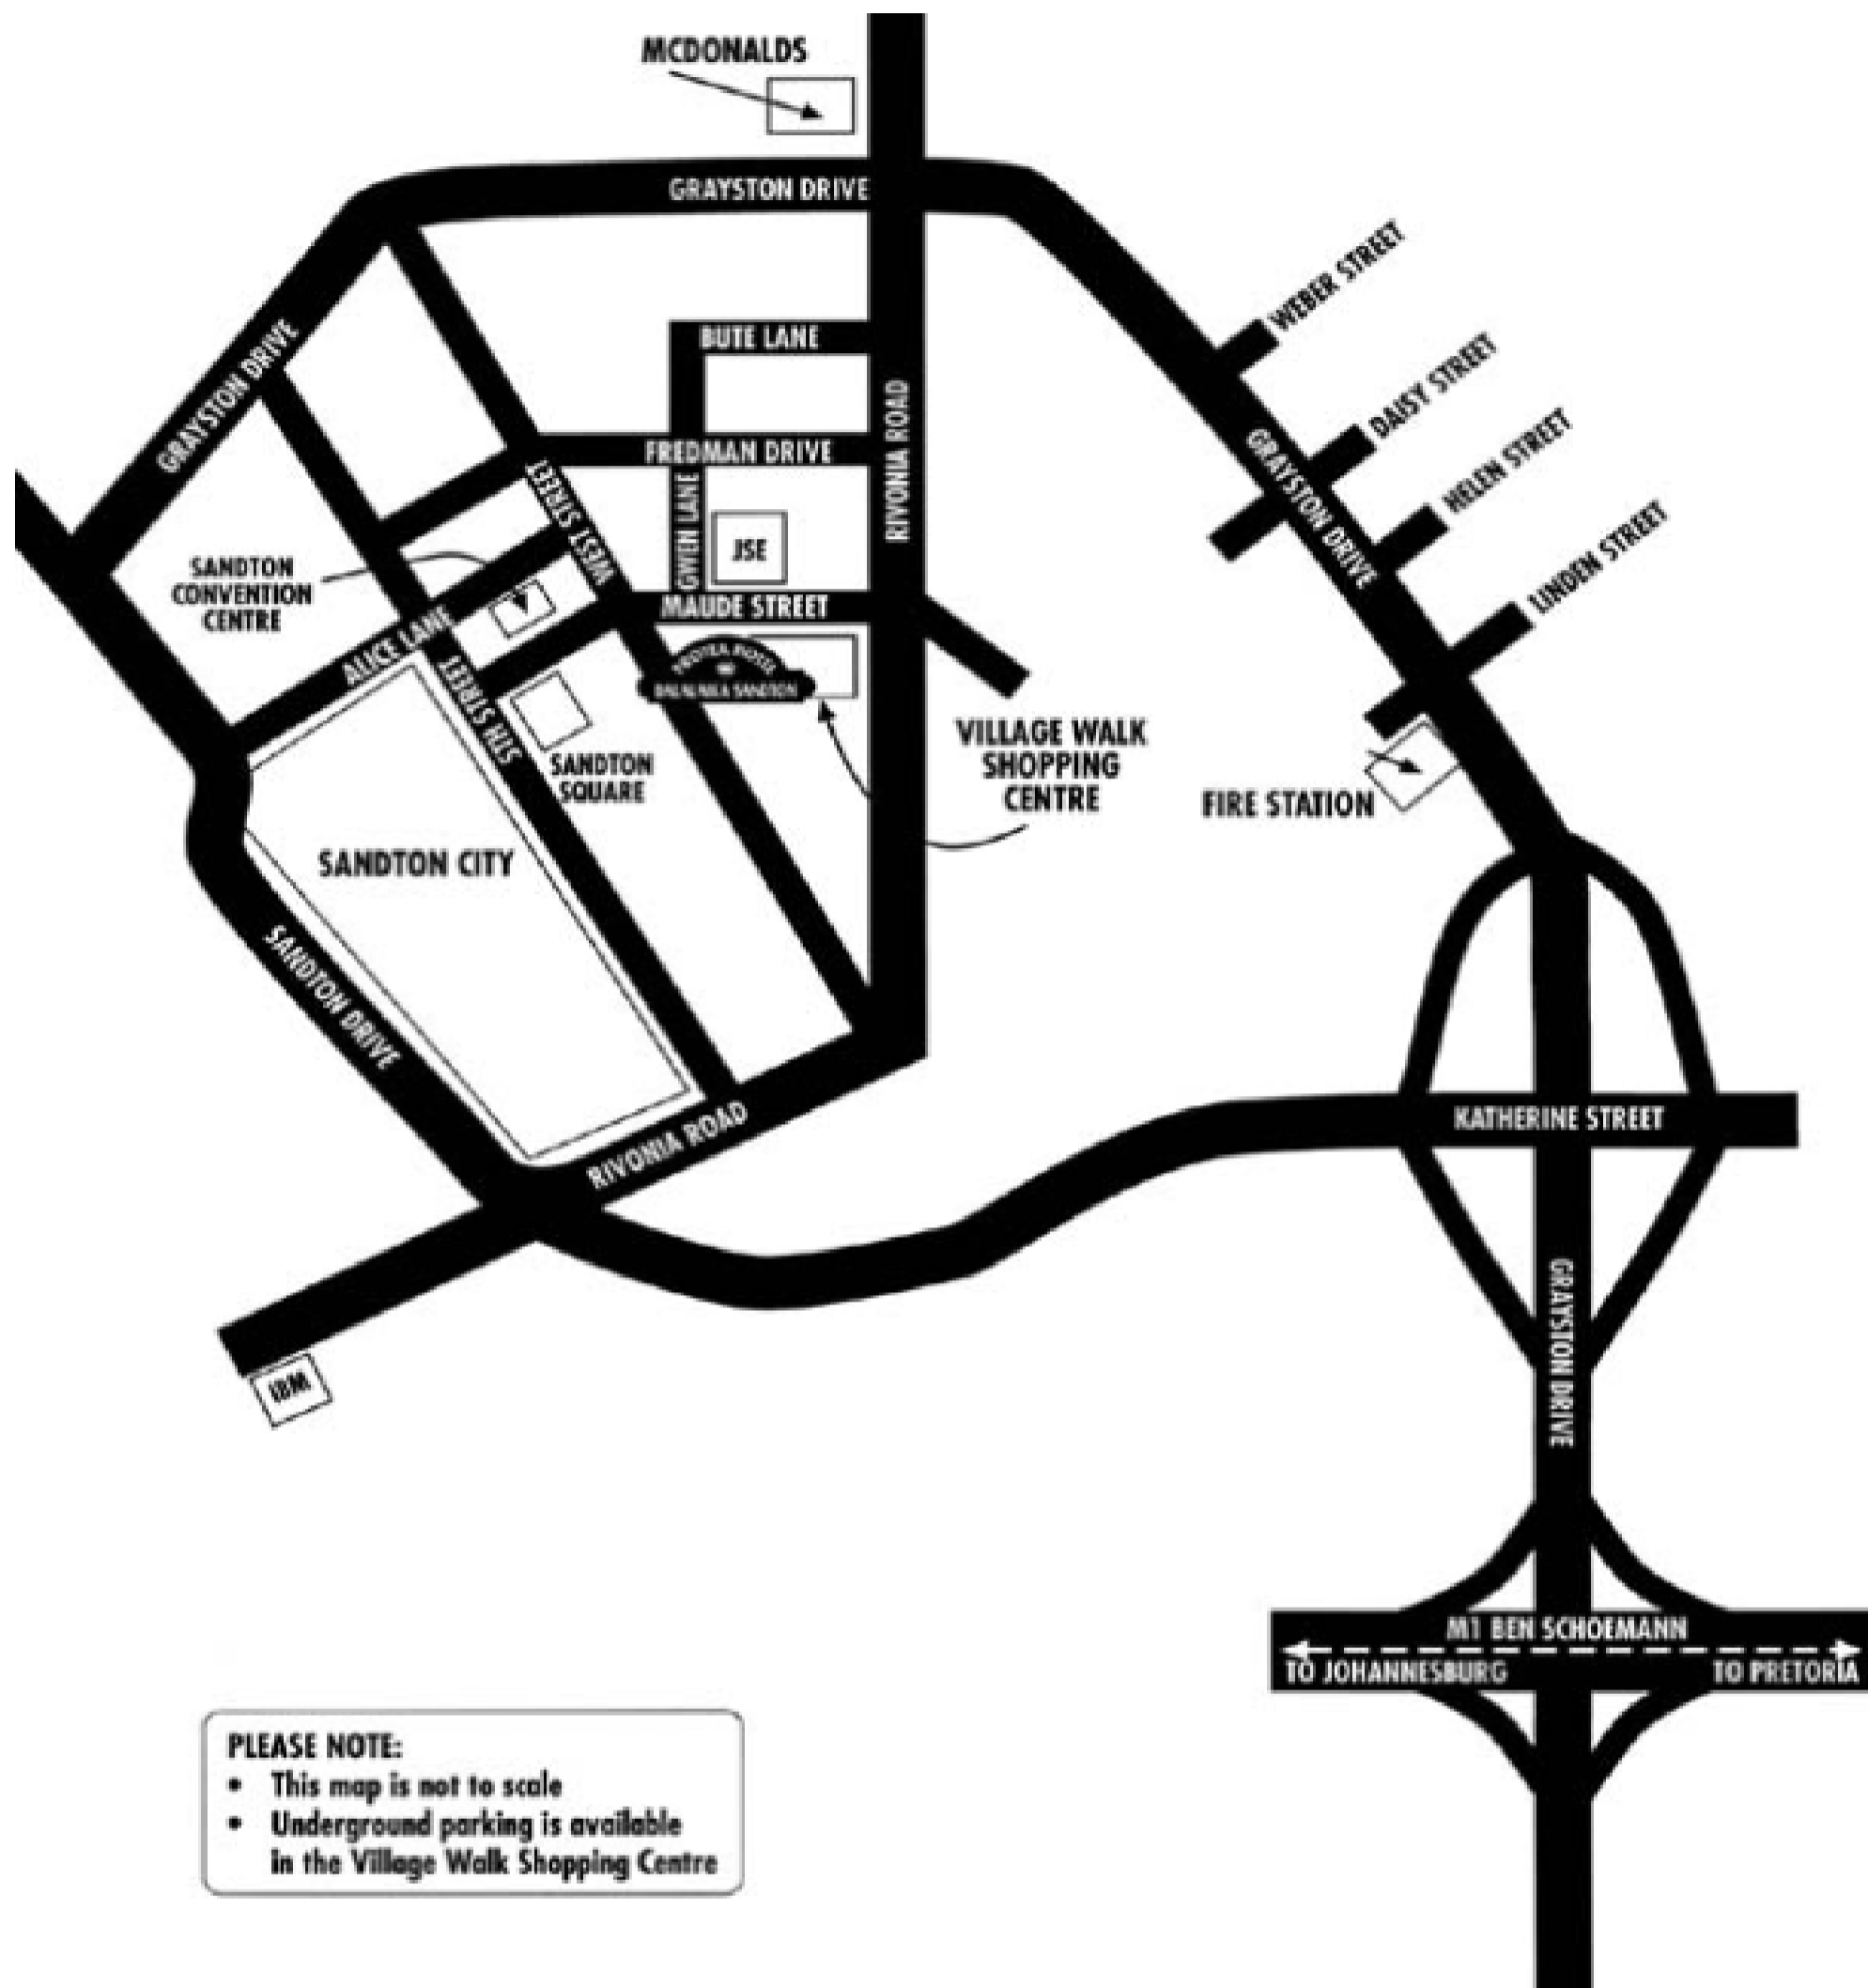 MCDONALDS
GRAYSTON DRIVE
WEBER STREET
DAISY STREET
HELEN STREET
LINDEN STREET
GRAYSTON DRIVE
BUTE LANE
RIVONIA ROAD
FREDMAN DRIVE
GRAYSTON DRIVE
WEST STREET
GWEN LANE
JSE
SANDTON
CONVENTION
CENTRE
MAUDE STREET
ALICE LANE
5TH STREET
HOTEL
SANDTON
VILLAGE WALK
SHOPPING
CENTRE
SANDTON
SQUARE
FIRE STATION
SANDTON CITY
SANDTON DRIVE
RIVONIA ROAD
KATHERINE STREET
GRAYSTON DRIVE
IBM
M1 BEN SCHOEMANN
TO JOHANNESBURG
TO PRETORIA
PLEASE NOTE:
• This map is not to scale
• Underground parking is available
in the Village Walk Shopping Centre